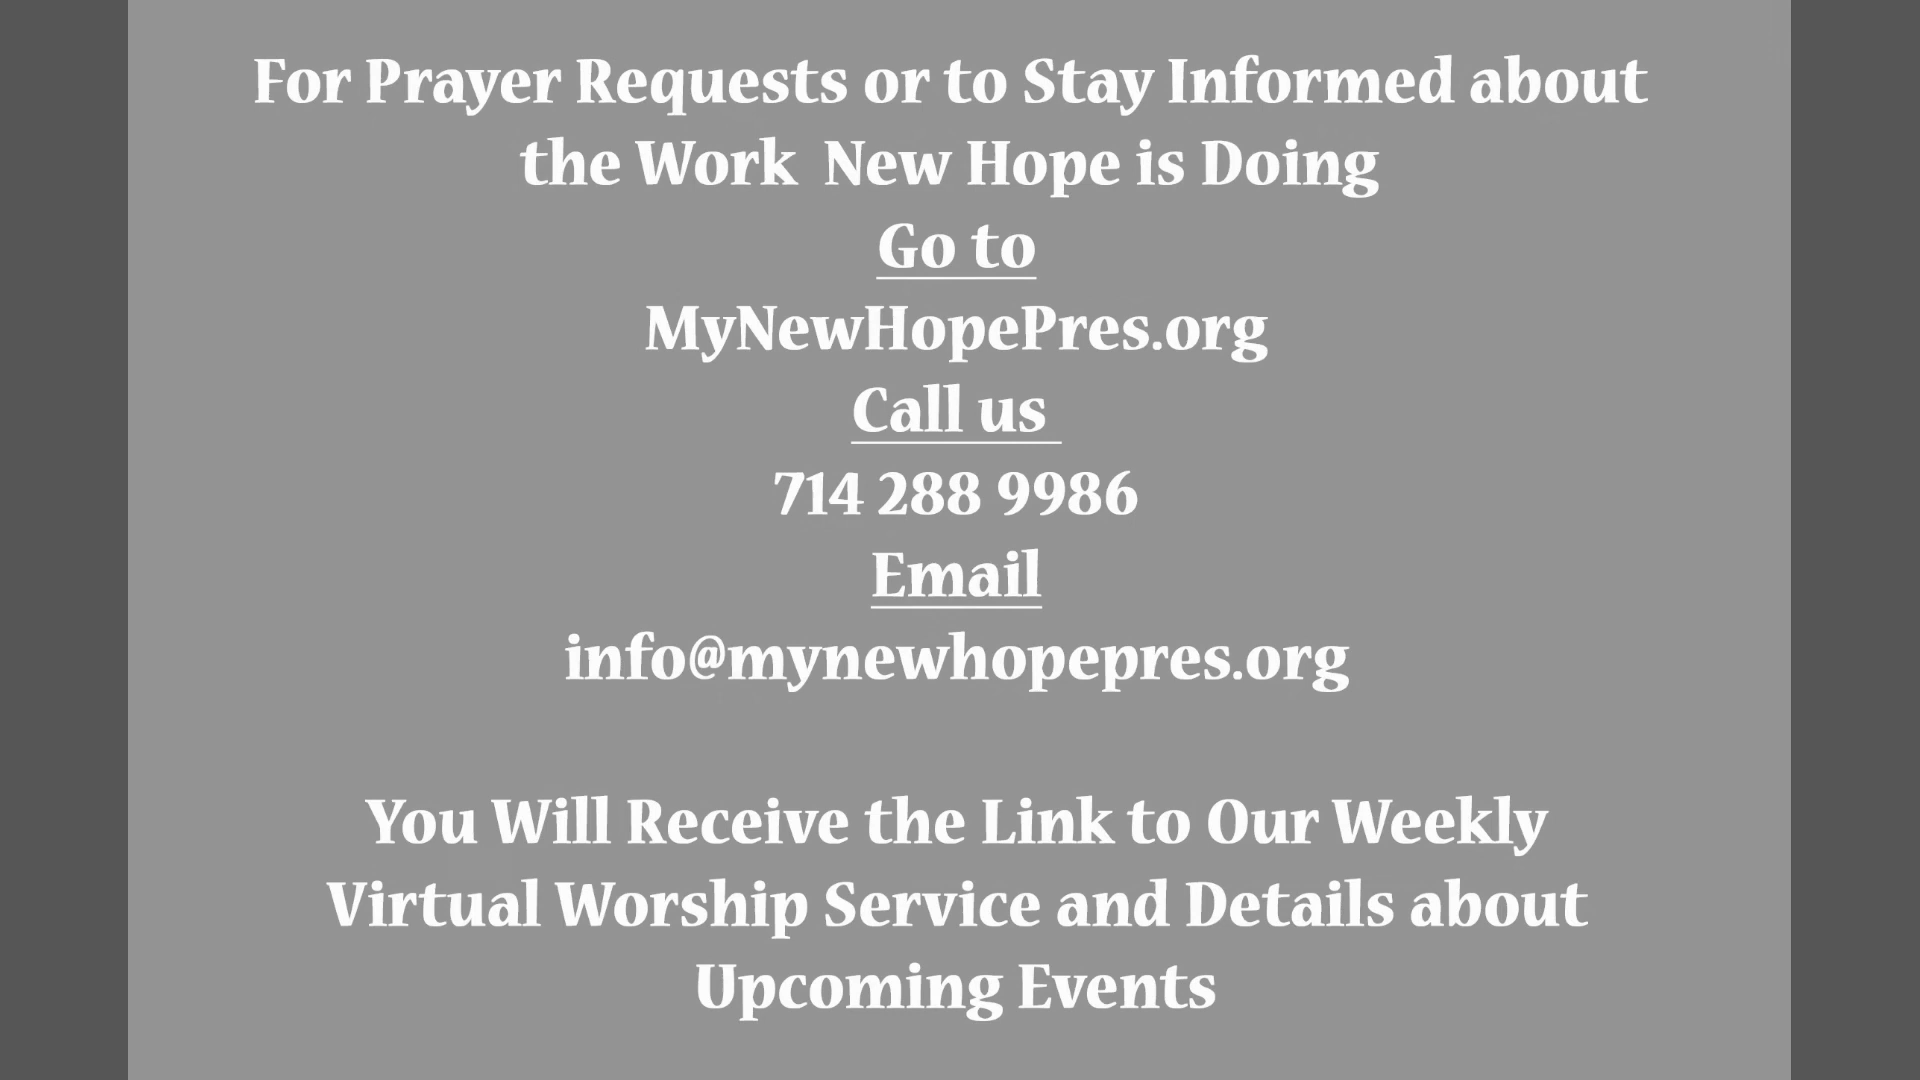 For Prayer Requests or to Stay Informed about
the Work  New Hope is Doing
Go to
MyNewHopePres.org
Call us
714 288 9986
Email
info@mynewhopepres.org
You Will Receive the Link to Our Weekly
Virtual Worship Service and Details about
Upcoming Events